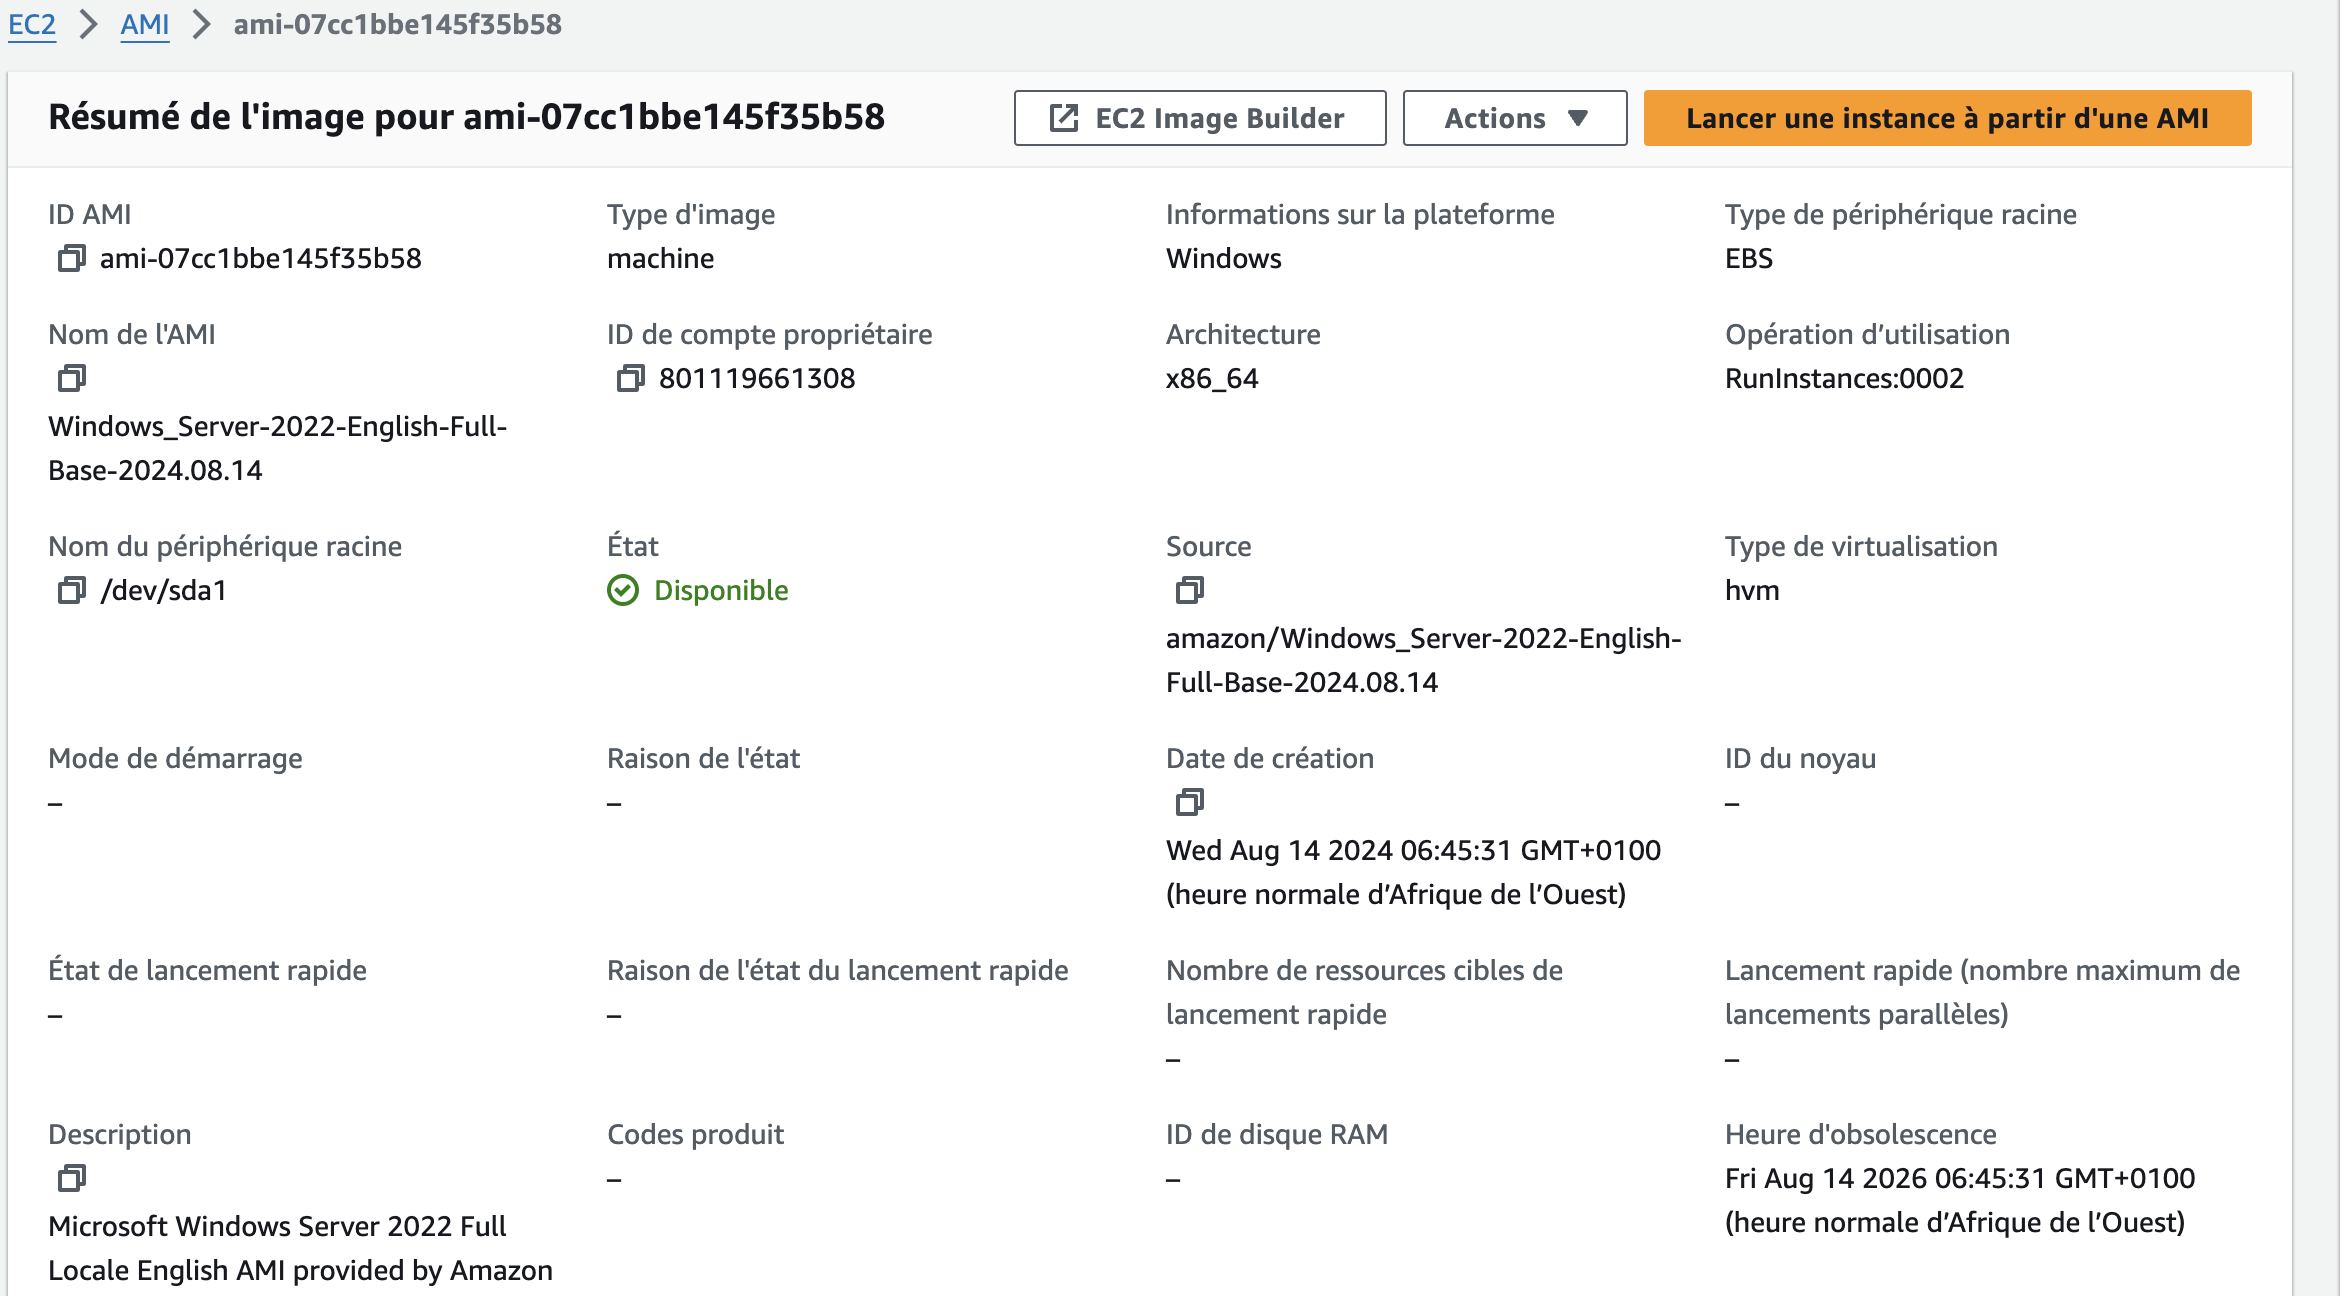 EC2 > AMI > ami-07cc1bbe145f35b58
Résumé de l'image pour ami-07cc1bbe145f35b58
EC2 Image Builder
Actions
Lancer une instance à partir d'une AMI
ID AMI
ami-07cc1bbe145f35b58
Type d'image
machine
Informations sur la plateforme
Windows
Type de périphérique racine
EBS
Nom de l'AMI
Windows_Server-2022-English-Full-
Base-2024.08.14
ID de compte propriétaire
801119661308
Architecture
x86_64
Opération d’utilisation
RunInstances:0002
Nom du périphérique racine
/dev/sda1
État
Disponible
Source
amazon/Windows_Server-2022-English-
Full-Base-2024.08.14
Type de virtualisation
hvm
Mode de démarrage
–
Raison de l'état
–
Date de création
Wed Aug 14 2024 06:45:31 GMT+0100
(heure normale d’Afrique de l’Ouest)
ID du noyau
–
État de lancement rapide
–
Raison de l'état du lancement rapide
–
Nombre de ressources cibles de
lancement rapide
–
Lancement rapide (nombre maximum de
lancements parallèles)
–
Description
Microsoft Windows Server 2022 Full
Locale English AMI provided by Amazon
Codes produit
–
ID de disque RAM
–
Heure d'obsolescence
Fri Aug 14 2026 06:45:31 GMT+0100
(heure normale d’Afrique de l’Ouest)